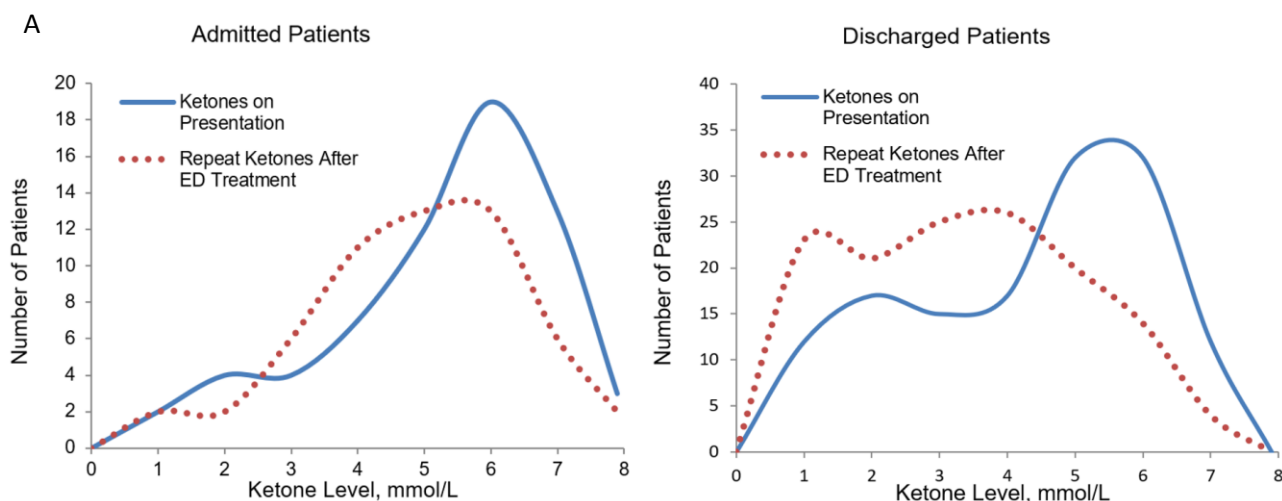 A
Admitted Patients
20
18
16
14
12
10
8
6
4
2
0
Number of Patients
Ketones on
Presentation
Repeat Ketones After
ED Treatment
0 1 2 3 4 5 6 7 8
Ketone Level, mmol/L
Discharged Patients
40
35
30
25
20
15
10
5
0
Number of Patients
Ketones on
Presentation
Repeat Ketones After
ED Treatment
0 1 2 3 4 5 6 7 8
Ketone Level, mmol/L